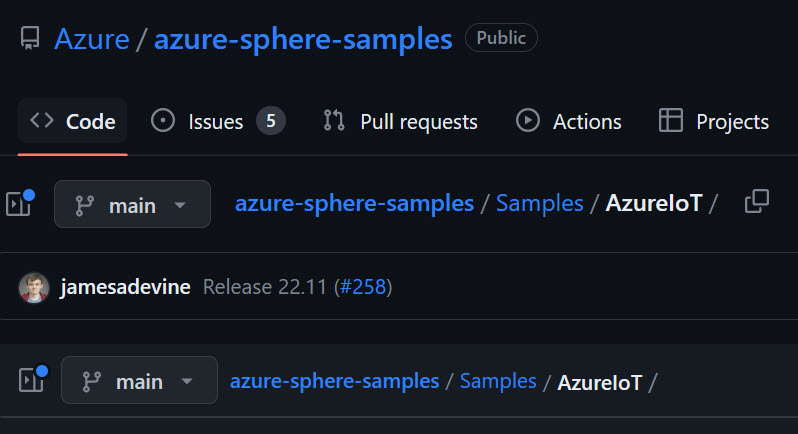 Azure / azure-sphere-samples Public
Code Issues 5 Pull requests Actions Projects
main azure-sphere-samples / Samples / AzureIoT /
jamesadevine Release 22.11 (#258)
main azure-sphere-samples / Samples / AzureIoT /